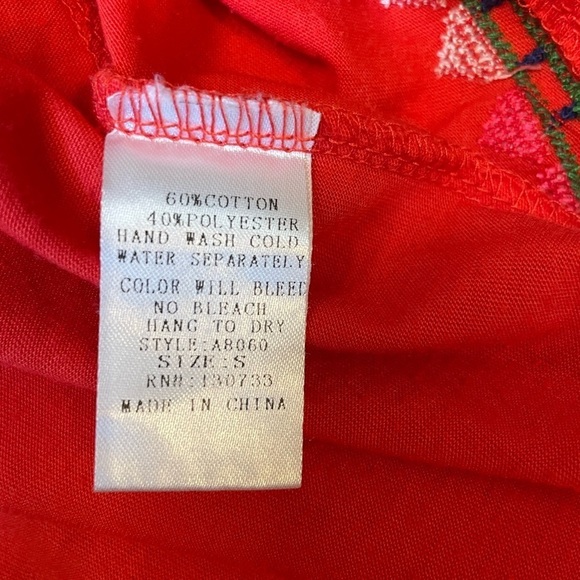 60%COTTON
40%POLYESTER
HAND WASH COLD
WATER SEPARATELY
COLOR WILL BLEED
NO BLEACH
HANG TO DRY
STYLE:A8060
SIZE:S
RN#:130733
MADE IN CHINA